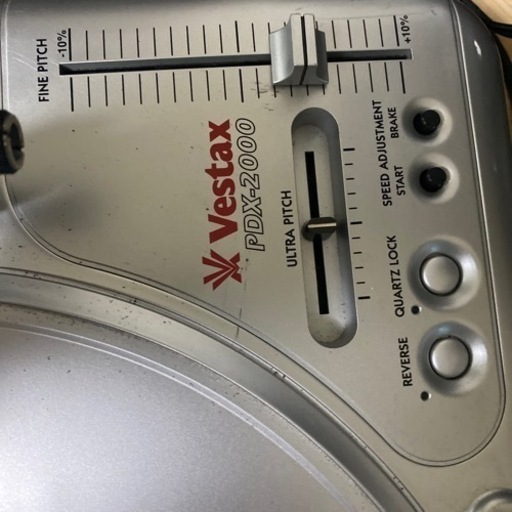 FINE PITCH
-10%
+10%
Vestax
PDX-2000
ULTRA PITCH
SPEED ADJUSTMENT
START BRAKE
QUARTZ LOCK
REVERSE